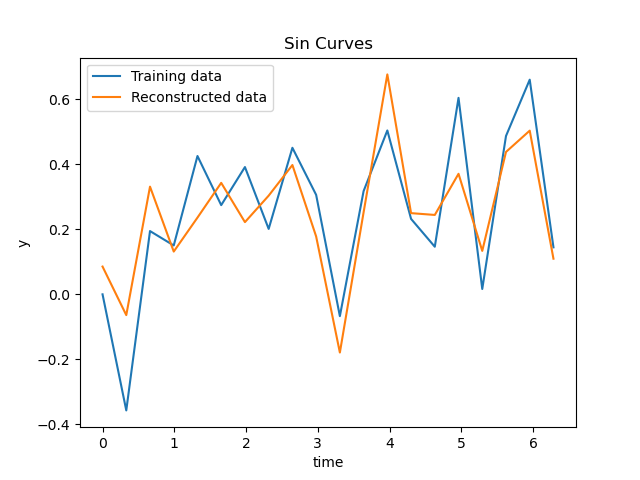 Sin Curves
Training data
Reconstructed data
y
0.6
0.4
0.2
0.0
−0.2
−0.4
0 1 2 3 4 5 6
time